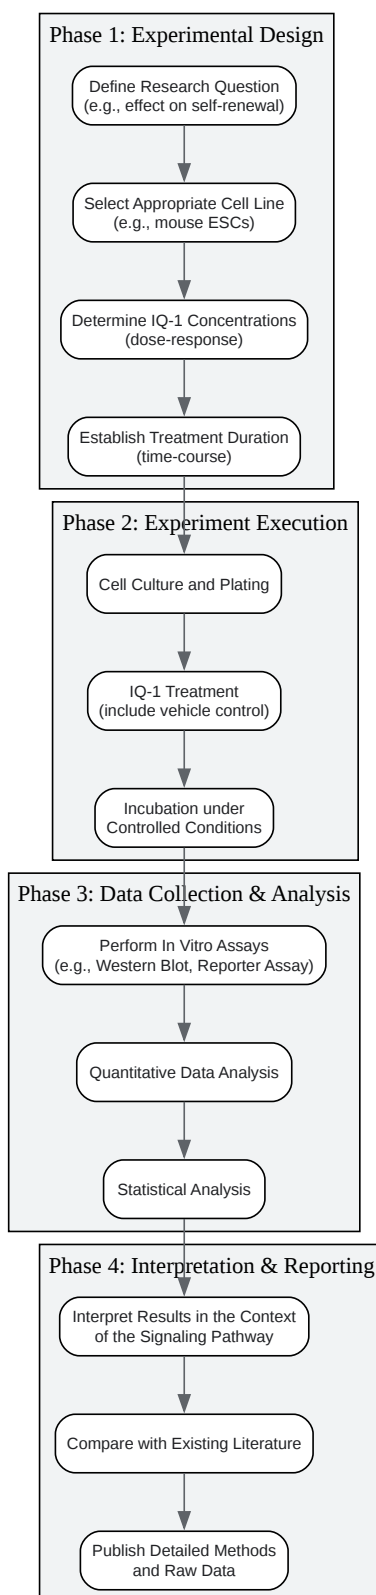 Phase 1: Experimental Design
Define Research Question
(e.g., effect on self-renewal)
Select Appropriate Cell Line
(e.g., mouse ESCs)
Determine IQ-1 Concentrations
(dose-response)
Establish Treatment Duration
(time-course)
Phase 2: Experiment Execution
Cell Culture and Plating
IQ-1 Treatment
(include vehicle control)
Incubation under
Controlled Conditions
Phase 3: Data Collection & Analysis
Perform In Vitro Assays
(e.g., Western Blot, Reporter Assay)
Quantitative Data Analysis
Statistical Analysis
Phase 4: Interpretation & Reporting
Interpret Results in the Context
of the Signaling Pathway
Compare with Existing Literature
Publish Detailed Methods
and Raw Data